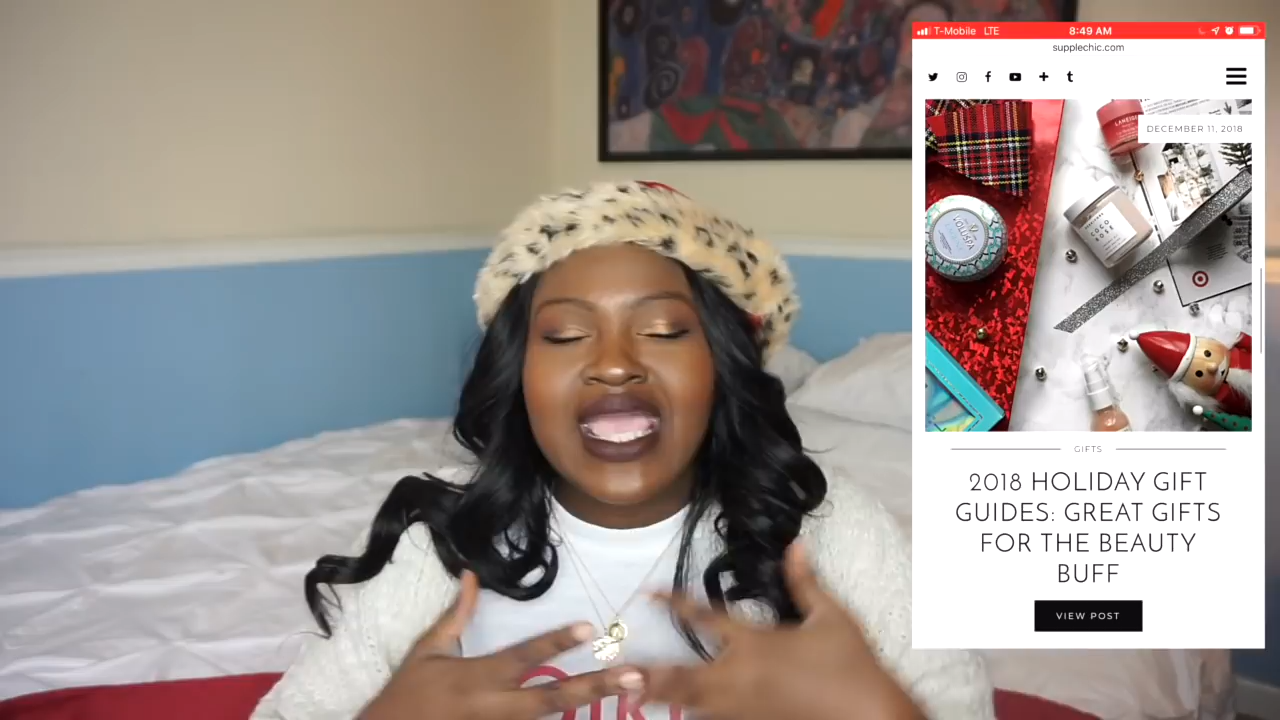 T-Mobile LTE 8:49 AM
supplechic.com
DECEMBER 11, 2018
LANEIGE
VOLUSPA
COCO
ROSE
GIFTS
2018 HOLIDAY GIFT
GUIDES: GREAT GIFTS
FOR THE BEAUTY
BUFF
VIEW POST